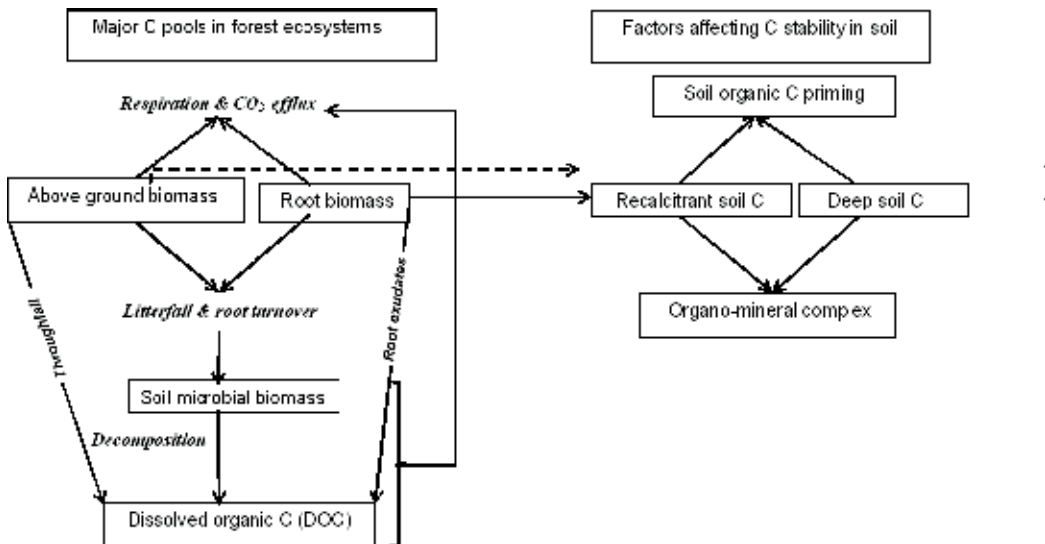 Major C pools in forest ecosystems
Factors affecting C stability in soil
Respiration & CO₂ efflux
Soil organic C priming
Above ground biomass
Root biomass
Recalcitrant soil C
Deep soil C
Throughfall
Root exudates
Litterfall & root turnover
Organo-mineral compex
Soil microbial biomass
Decomposition
Dissolved organic C (DOC)